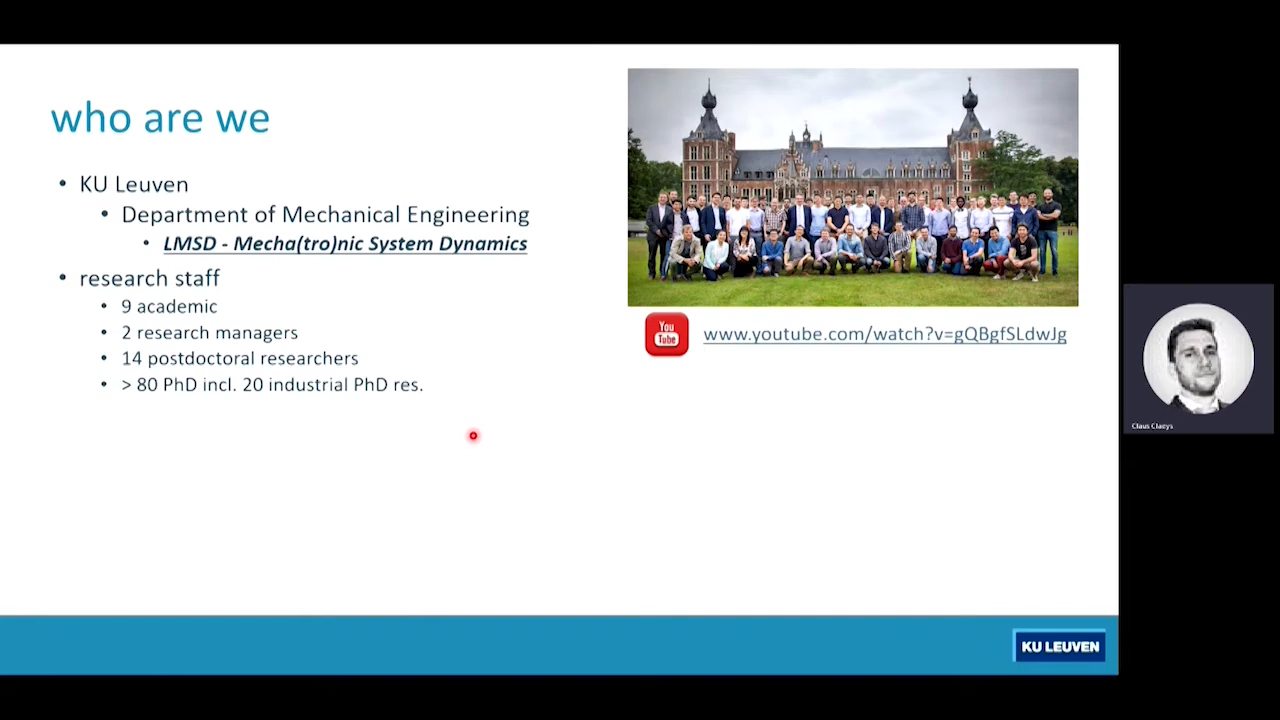 who are we
• KU Leuven
• Department of Mechanical Engineering
• LMSD - Mecha(tro)nic System Dynamics
• research staff
• 9 academic
• 2 research managers
• 14 postdoctoral researchers
• > 80 PhD incl. 20 industrial PhD res.
You
Tube
www.youtube.com/watch?v=gQBgfSLdwJg
Claus Claeys
KU LEUVEN